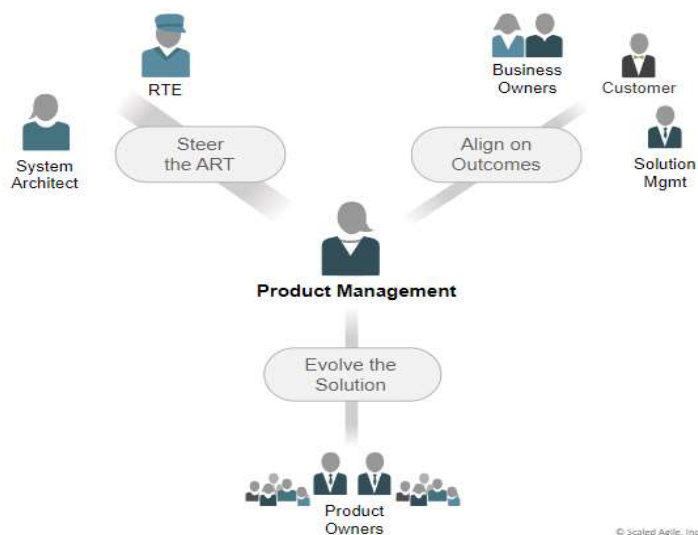 RTE
System
Architect
Steer
the ART
Business
Owners
Customer
Solution
Mgmt
Align on
Outcomes
Product Management
Evolve the
Solution
Product
Owners
© Scaled Agile, Inc